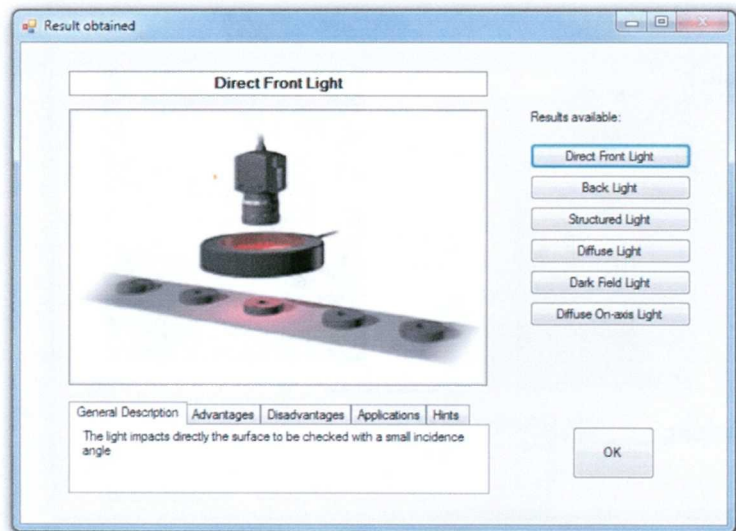 Result obtained
Direct Front Light
Results available:
Direct Front Light
Back Light
Structured Light
Diffuse Light
Dark Field Light
Diffuse On-axis Light
General Description Advantages Disadvantages Applications Hints
The light impacts directly the surface to be checked with a small incidence
angle
OK